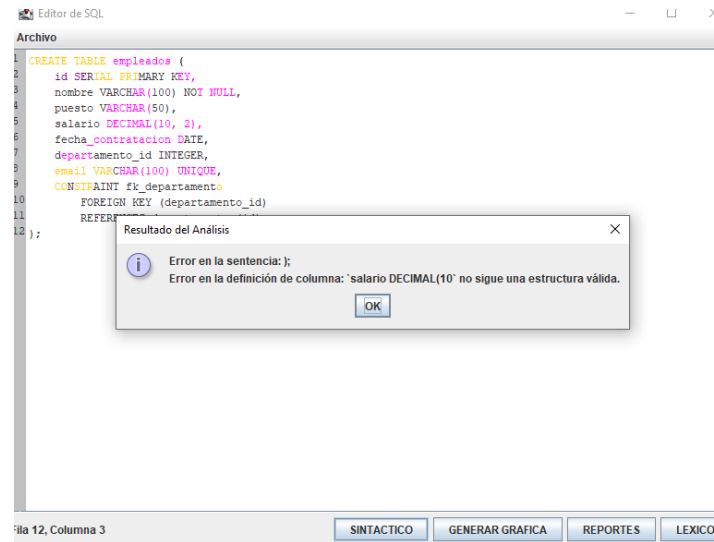 Editor de SQL
Archivo
1 CREATE TABLE empleados (
2 id SERIAL PRIMARY KEY,
3 nombre VARCHAR(100) NOT NULL,
4 puesto VARCHAR(50),
5 salario DECIMAL(10, 2),
6 fecha_contratacion DATE,
7 departamento_id INTEGER,
8 email VARCHAR(100) UNIQUE,
9 CONSTRAINT fk_departamento
10 FOREIGN KEY (departamento_id)
11
12 );
Resultado del Análisis
Error en la sentencia: );
Error en la definición de columna: `salario DECIMAL(10` no sigue una estructura válida.
OK
Fila 12, Columna 3
SINTACTICO
GENERAR GRAFICA
REPORTES
LEXICO